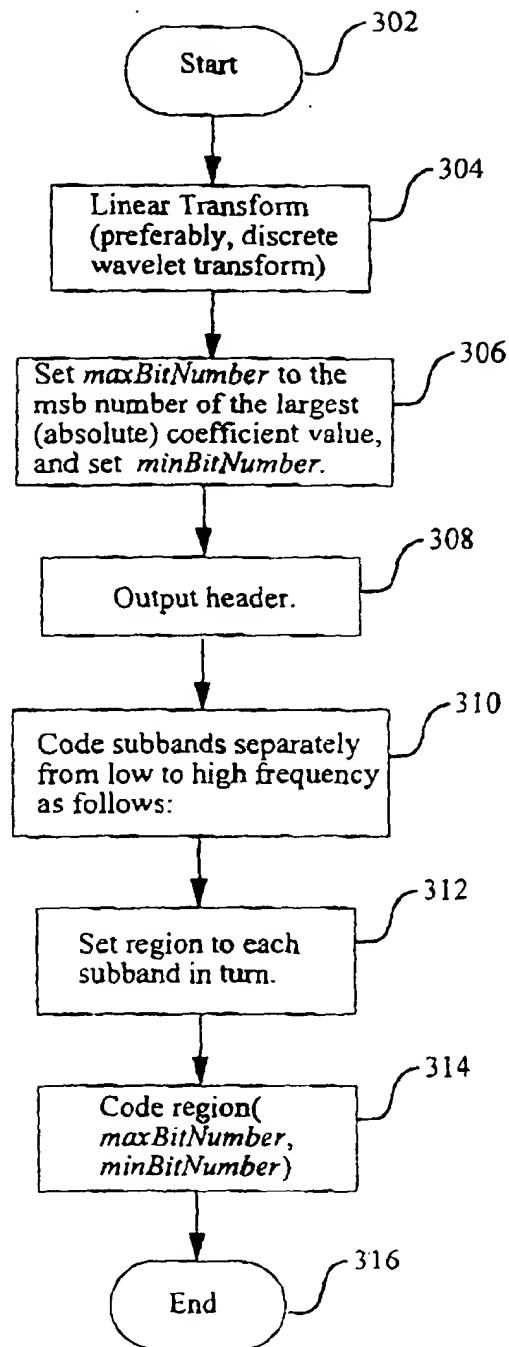 302
Start
304
Linear Transform
(preferably, discrete
wavelet transform)
306
Set maxBitNumber to the
msb number of the largest
(absolute) coefficient value,
and set minBitNumber.
308
Output header.
310
Code subbands separately
from low to high frequency
as follows:
312
Set region to each
subband in turn.
314
Code region(
maxBitNumber,
minBitNumber)
316
End